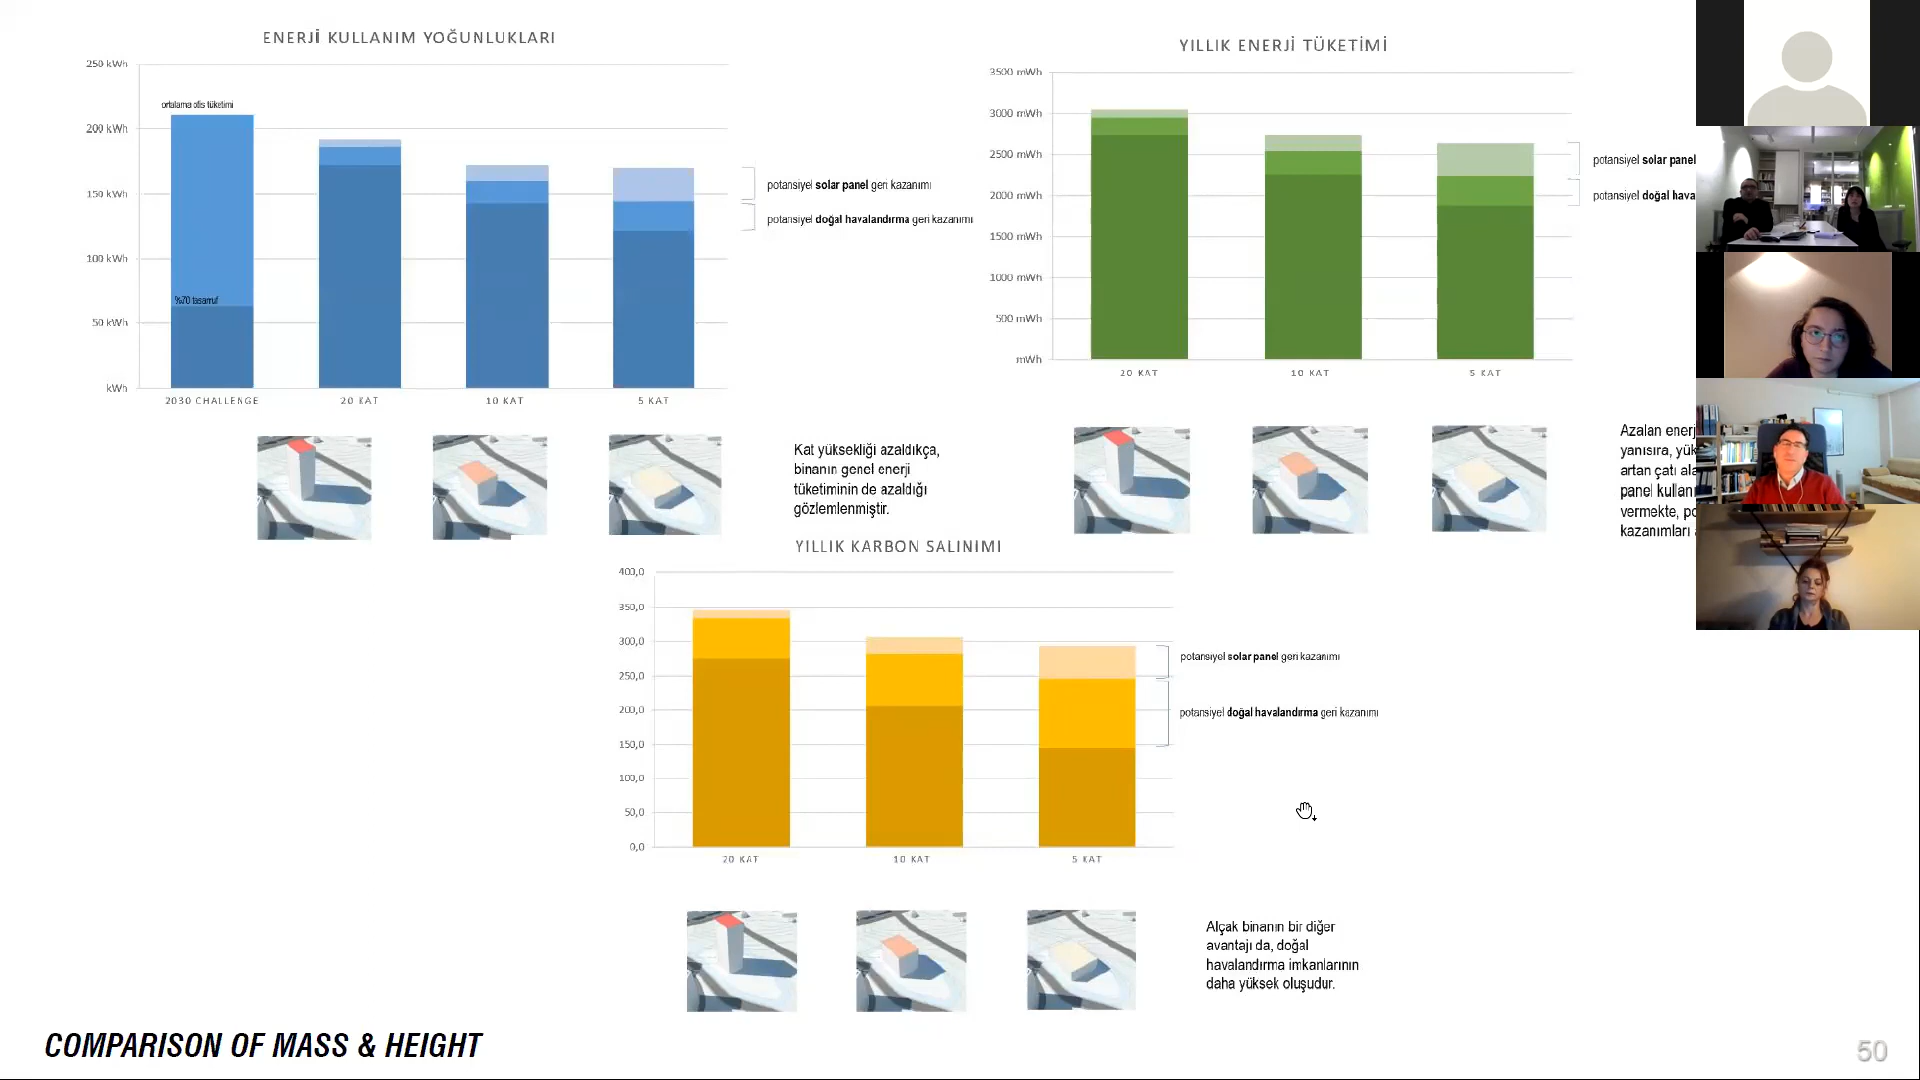 ENERJİ KULLANIM YOĞUNLUKLARI
250 kWh
200 kWh
150 kWh
100 kWh
50 kWh
kWh
ortalama ofis tüketimi
%70 tasarruf
2030 CHALLENGE
20 KAT
10 KAT
5 KAT
potansiyel solar panel geri kazanımı
potansiyel doğal havalandırma geri kazanımı
Kat yüksekliği azaldıkça,
binanın genel enerji
tüketiminin de azaldığı
gözlemlenmiştir.
YILLIK ENERJİ TÜKETİMİ
3500 mWh
3000 mWh
2500 mWh
2000 mWh
1500 mWh
1000 mWh
500 mWh
mWh
20 KAT
10 KAT
5 KAT
potansiyel solar panel
potansiyel doğal hava
Azalan enerj
yanısıra, yük
artan çatı ala
panel kullan
vermekte, po
kazanımları
YILLIK KARBON SALINIMI
400,0
350,0
300,0
250,0
200,0
150,0
100,0
50,0
0,0
20 KAT
10 KAT
5 KAT
potansiyel solar panel geri kazanımı
potansiyel doğal havalandırma geri kazanımı
Alçak binanın bir diğer
avantajı da, doğal
havalandırma imkanlarının
daha yüksek oluşudur.
COMPARISON OF MASS & HEIGHT
50